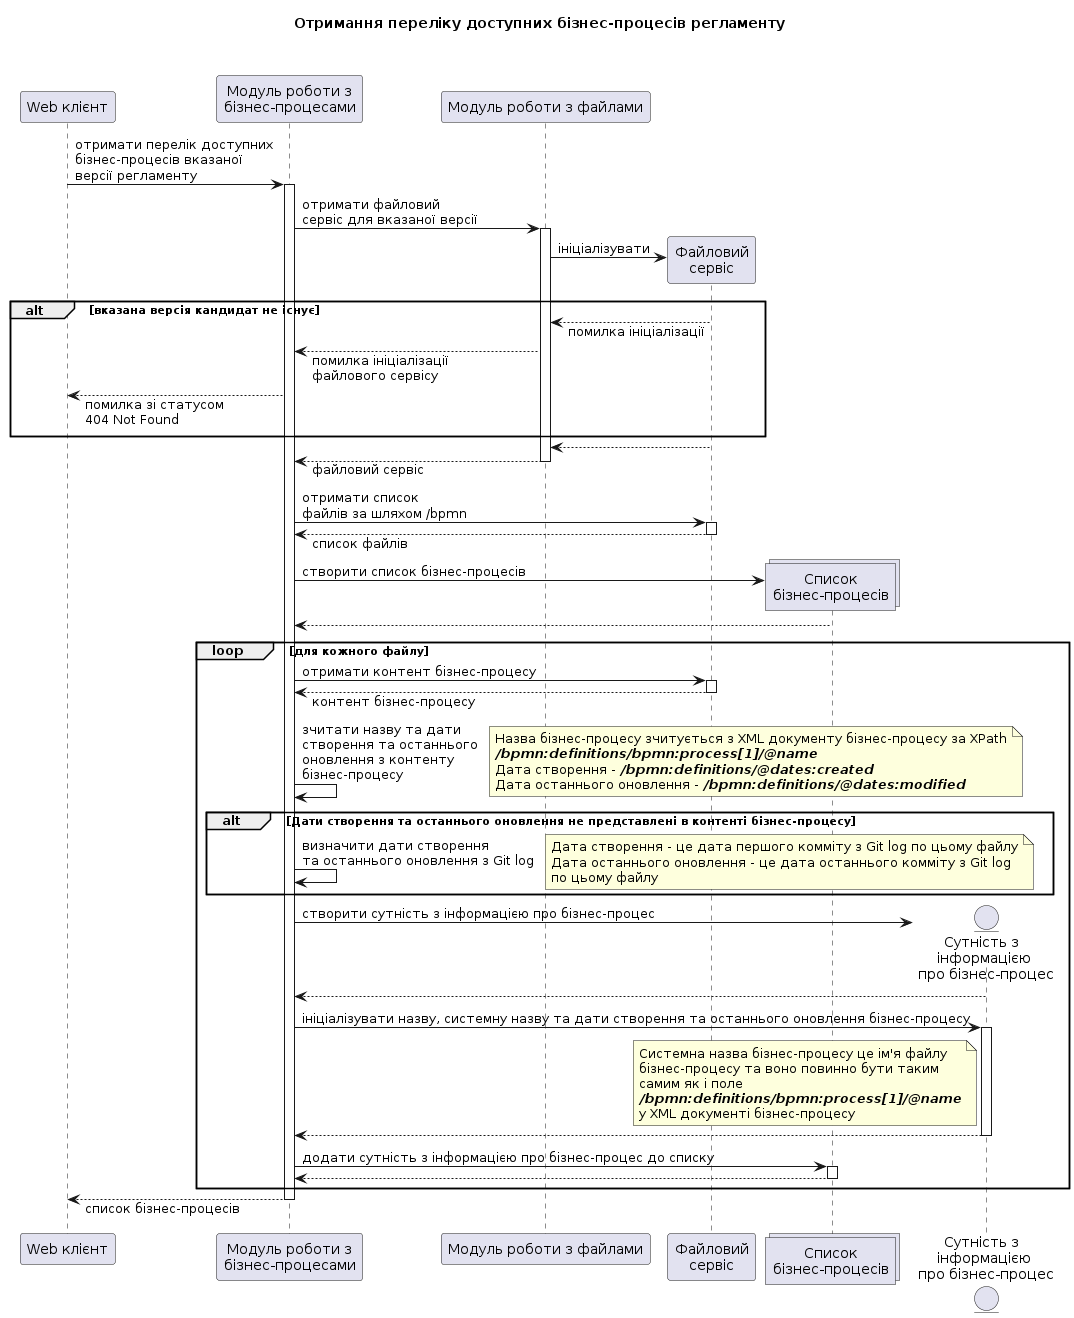 Отримання переліку доступних бізнес-процесів регламенту
Web клієнт
Модуль роботи з
бізнес-процесами
Модуль роботи з файлами
отримати перелік доступних
бізнес-процесів вказаної
версії регламенту
отримати файловий
сервіс для вказаної версії
ініціалізувати
Файловий
сервіс
alt
[вказана версія кандидат не існує]
помилка ініціалізації
помилка ініціалізації
файлового сервісу
помилка зі статусом
404 Not Found
файловий сервіс
отримати список
файлів за шляхом /bpmn
список файлів
створити список бізнес-процесів
Список
бізнес-процесів
loop
[для кожного файлу]
отримати контент бізнес-процесу
контент бізнес-процесу
зчитати назву та дати
створення та останнього
оновлення з контенту
бізнес-процесу
Назва бізнес-процесу зчитується з XML документу бізнес-процесу за XPath
/bpmn:definitions/bpmn:process[1]/@name
Дата створення - /bpmn:definitions/@dates:created
Дата останнього оновлення - /bpmn:definitions/@dates:modified
alt
[Дати створення та останнього оновлення не представлені в контенті бізнес-процесу]
визначити дати створення
та останнього оновлення з Git log
Дата створення - це дата першого комміту з Git log по цьому файлу
Дата останнього оновлення - це дата останнього комміту з Git log
по цьому файлу
створити сутність з інформацією про бізнес-процес
Сутність з
інформацією
про бізнес-процес
ініціалізувати назву, системну назву та дати створення та останнього оновлення бізнес-процесу
Системна назва бізнес-процесу це ім'я файлу
бізнес-процесу та воно повинно бути таким
самим як і поле
/bpmn:definitions/bpmn:process[1]/@name
у XML документі бізнес-процесу
додати сутність з інформацією про бізнес-процес до списку
список бізнес-процесів
Web клієнт
Модуль роботи з
бізнес-процесами
Модуль роботи з файлами
Файловий
сервіс
Список
бізнес-процесів
Сутність з
інформацією
про бізнес-процес